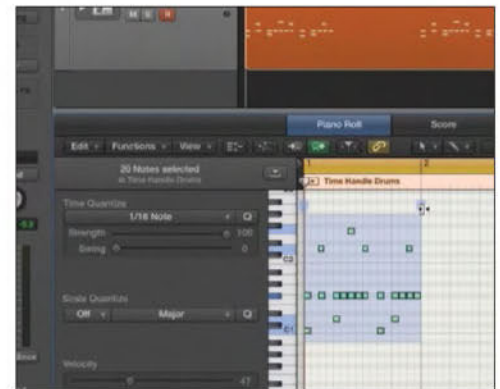 M S R
Piano Roll Score
Edit Functions View
20 Notes selected
in Time Handle Drums
1 2
Time Handle Drums
Time Quantize
1/16 Note Q
Strength 100
Swing 0
C2
Scale Quantize
Off Major Q
C1
Velocity
47